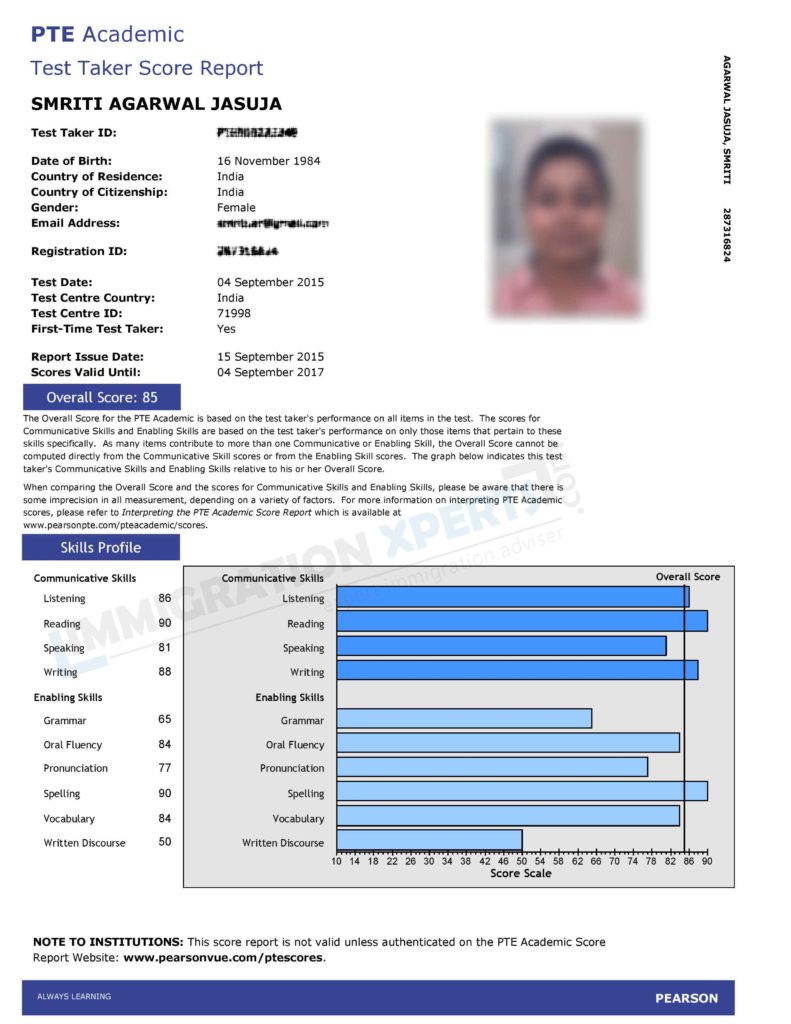 PTE Academic
Test Taker Score Report
SMRITI AGARWAL JASUJA
Test Taker ID:
Date of Birth: 16 November 1984
Country of Residence: India
Country of Citizenship: India
Gender: Female
Email Address:
Registration ID:
Test Date: 04 September 2015
Test Centre Country: India
Test Centre ID: 71998
First-Time Test Taker: Yes
Report Issue Date: 15 September 2015
Scores Valid Until: 04 September 2017
AGARWAL JASUJA, SMRITI 287316824
Overall Score: 85
The Overall Score for the PTE Academic is based on the test taker's performance on all items in the test. The scores for
Communicative Skills and Enabling Skills are based on the test taker's performance on only those items that pertain to these
skills specifically. As many items contribute to more than one Communicative or Enabling Skill, the Overall Score cannot be
computed directly from the Communicative Skill scores or from the Enabling Skill scores. The graph below indicates this test
taker's Communicative Skills and Enabling Skills relative to his or her Overall Score.
When comparing the Overall Score and the scores for Communicative Skills and Enabling Skills, please be aware that there is
some imprecision in all measurement, depending on a variety of factors. For more information on interpreting PTE Academic
scores, please refer to Interpreting the PTE Academic Score Report which is available at
www.pearsonpte.com/pteacademic/scores.
IMMIGRATION XPERTS .COM
expert immigration adviser
Skills Profile
Communicative Skills
Listening 86
Reading 90
Speaking 81
Writing 88
Enabling Skills
Grammar 65
Oral Fluency 84
Pronunciation 77
Spelling 90
Vocabulary 84
Written Discourse 50
Communicative Skills Overall Score
Listening
Reading
Speaking
Writing
Enabling Skills
Grammar
Oral Fluency
Pronunciation
Spelling
Vocabulary
Written Discourse
10 14 18 22 26 30 34 38 42 46 50 54 58 62 66 70 74 78 82 86 90
Score Scale
NOTE TO INSTITUTIONS: This score report is not valid unless authenticated on the PTE Academic Score
Report Website: www.pearsonvue.com/ptescores.
ALWAYS LEARNING PEARSON